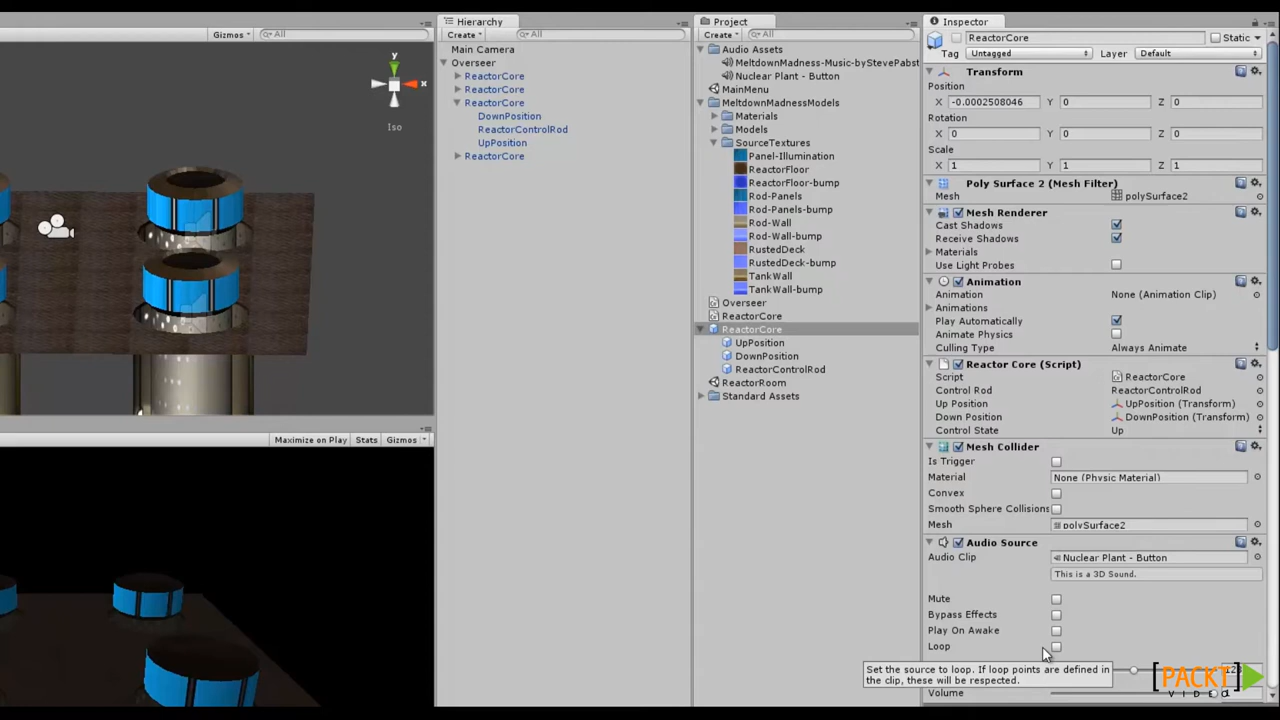 Hierarchy
Project
Inspector
Gizmos
All
Create
All
Create
All
ReactorCore
Static
Tag
Untagged
Layer
Default
Main Camera
Overseer
ReactorCore
ReactorCore
ReactorCore
DownPosition
ReactorControlRod
UpPosition
ReactorCore
Audio Assets
MeltdownMadness-Music-byStevePabst
Nuclear Plant - Button
MainMenu
MeltdownMadnessModels
Materials
Models
SourceTextures
Panel-Illumination
ReactorFloor
ReactorFloor-bump
Rod-Panels
Rod-Panels-bump
Rod-Wall
Rod-Wall-bump
RustedDeck
RustedDeck-bump
TankWall
TankWall-bump
Overseer
ReactorCore
ReactorCore
UpPosition
DownPosition
ReactorControlRod
ReactorRoom
Standard Assets
Transform
Position
X -0.0002508046 Y 0 Z 0
Rotation
X 0 Y 0 Z 0
Scale
X 1 Y 1 Z 1
Poly Surface 2 (Mesh Filter)
Mesh polySurface2
Mesh Renderer
Cast Shadows
Receive Shadows
Materials
Use Light Probes
Animation
Animation None (Animation Clip)
Animations
Play Automatically
Animate Physics
Culling Type Always Animate
Reactor Core (Script)
Script ReactorCore
Control Rod ReactorControlRod
Up Position UpPosition (Transform)
Down Position DownPosition (Transform)
Control State Up
Mesh Collider
Is Trigger
Material None (Physic Material)
Convex
Smooth Sphere Collisions
Mesh polySurface2
Audio Source
Audio Clip Nuclear Plant - Button
This is a 3D Sound.
Mute
Bypass Effects
Play On Awake
Loop
Set the source to loop. If loop points are defined in
the clip, these will be respected.
Volume 1
y
x
Iso
Maximize on Play Stats Gizmos
[PACKT]
VIDEO